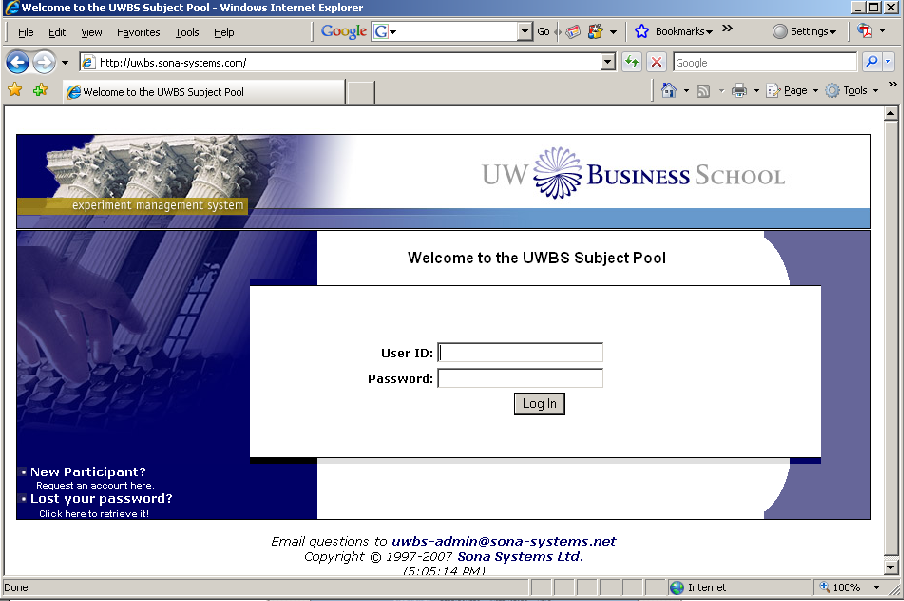 Welcome to the UWBS Subject Pool - Windows Internet Explorer
File Edit View Favorites Tools Help
Google G Go Bookmarks Settings
http://uwbs.sona-systems.com/ Google
Welcome to the UWBS Subject Pool Page Tools
UW BUSINESS SCHOOL
experiment management system
Welcome to the UWBS Subject Pool
User ID:
Password:
Log In
New Participant?
Request an account here.
Lost your password?
Click here to retrieve it!
Email questions to uwbs-admin@sona-systems.net
Copyright © 1997-2007 Sona Systems Ltd.
(5:05:14 PM)
Done Internet 100%